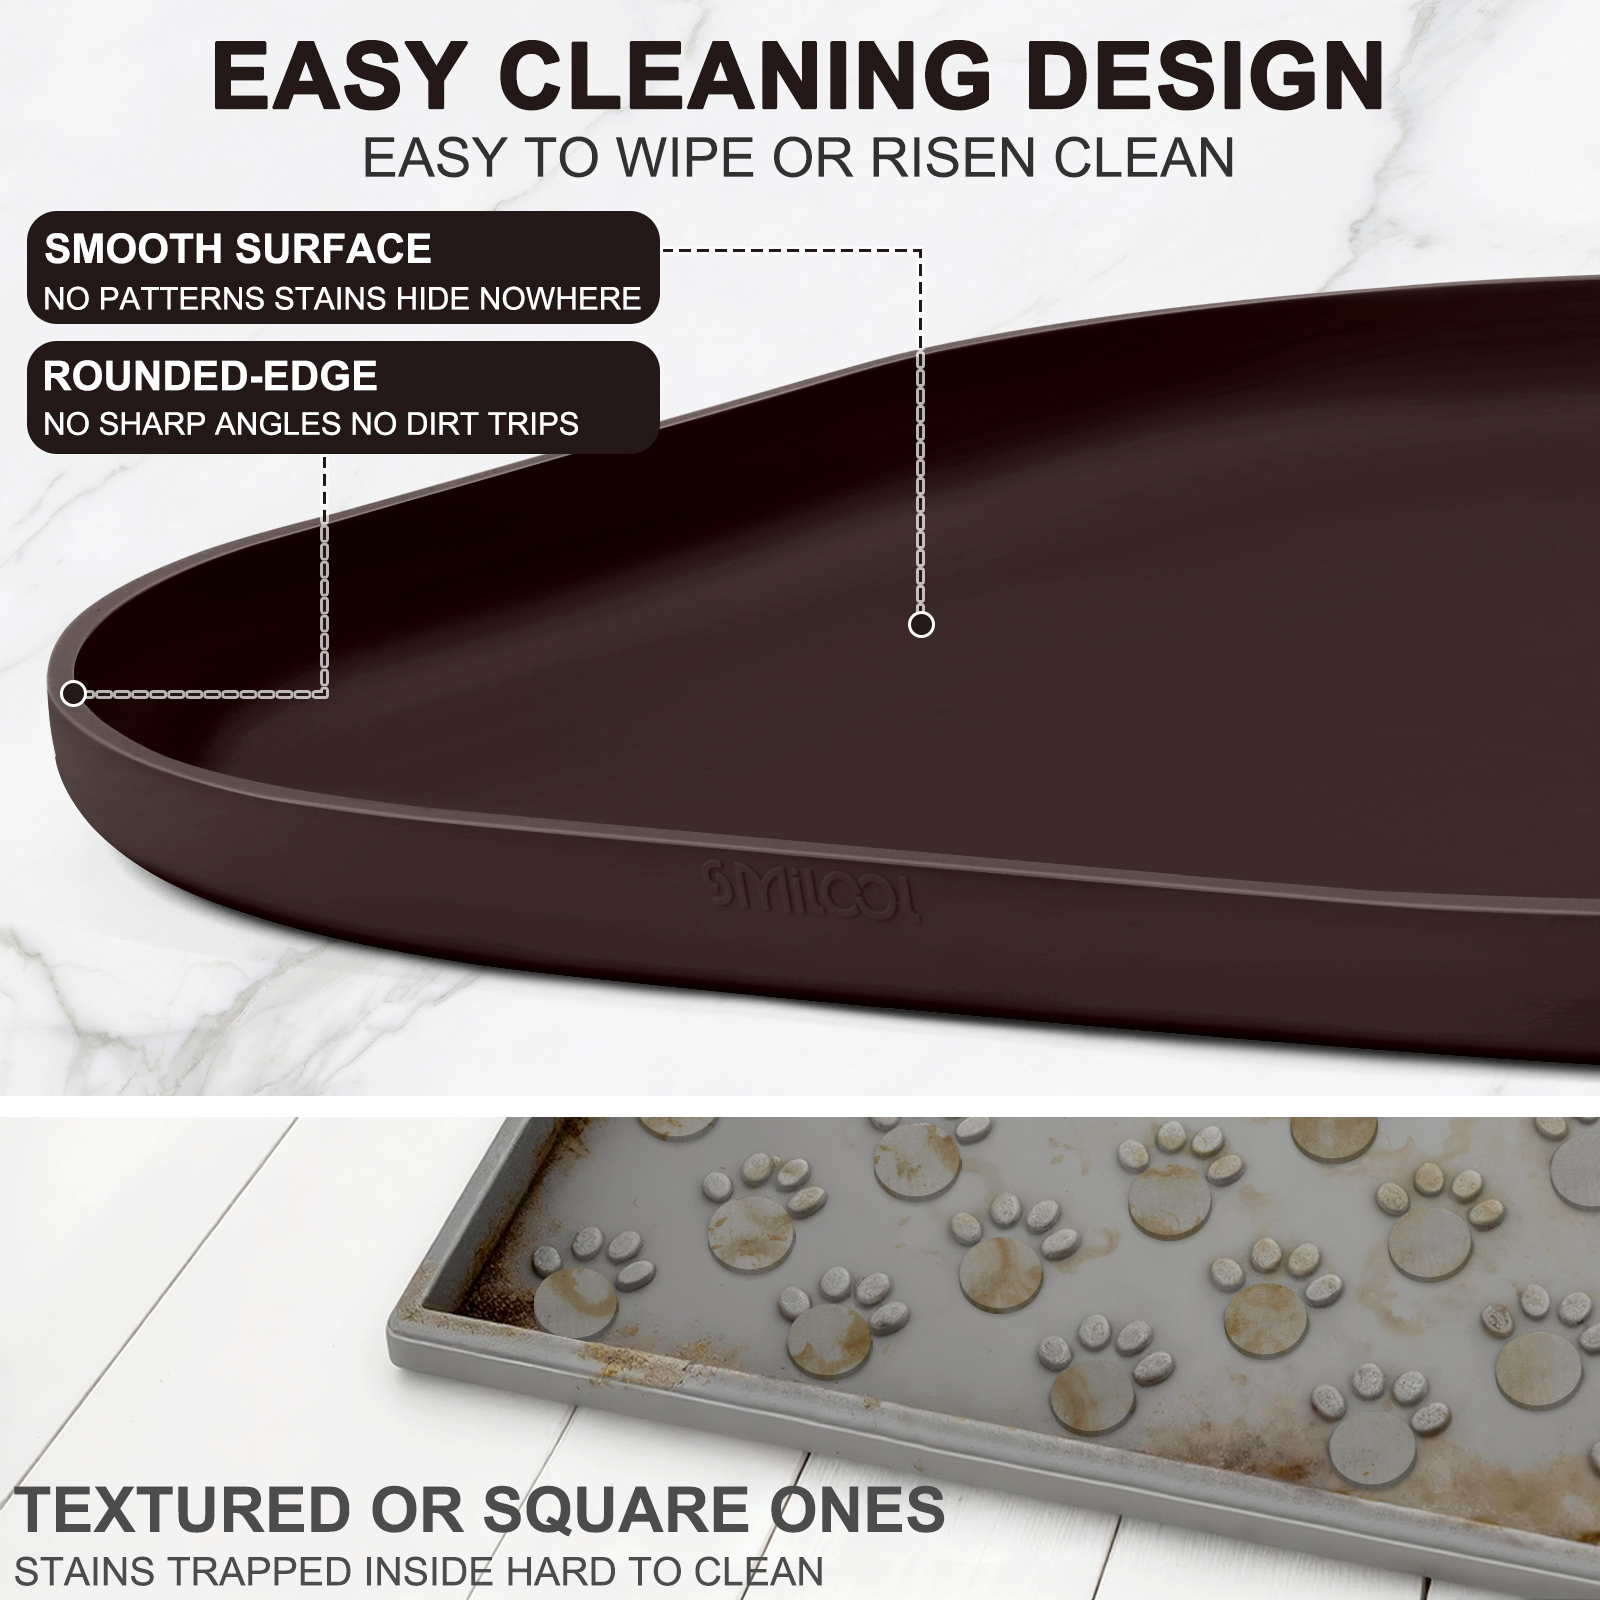 EASY CLEANING DESIGN
EASY TO WIPE OR RISEN CLEAN
SMOOTH SURFACE
NO PATTERNS STAINS HIDE NOWHERE
ROUNDED-EDGE
NO SHARP ANGLES NO DIRT TRIPS
SMILOOL
TEXTURED OR SQUARE ONES
STAINS TRAPPED INSIDE HARD TO CLEAN